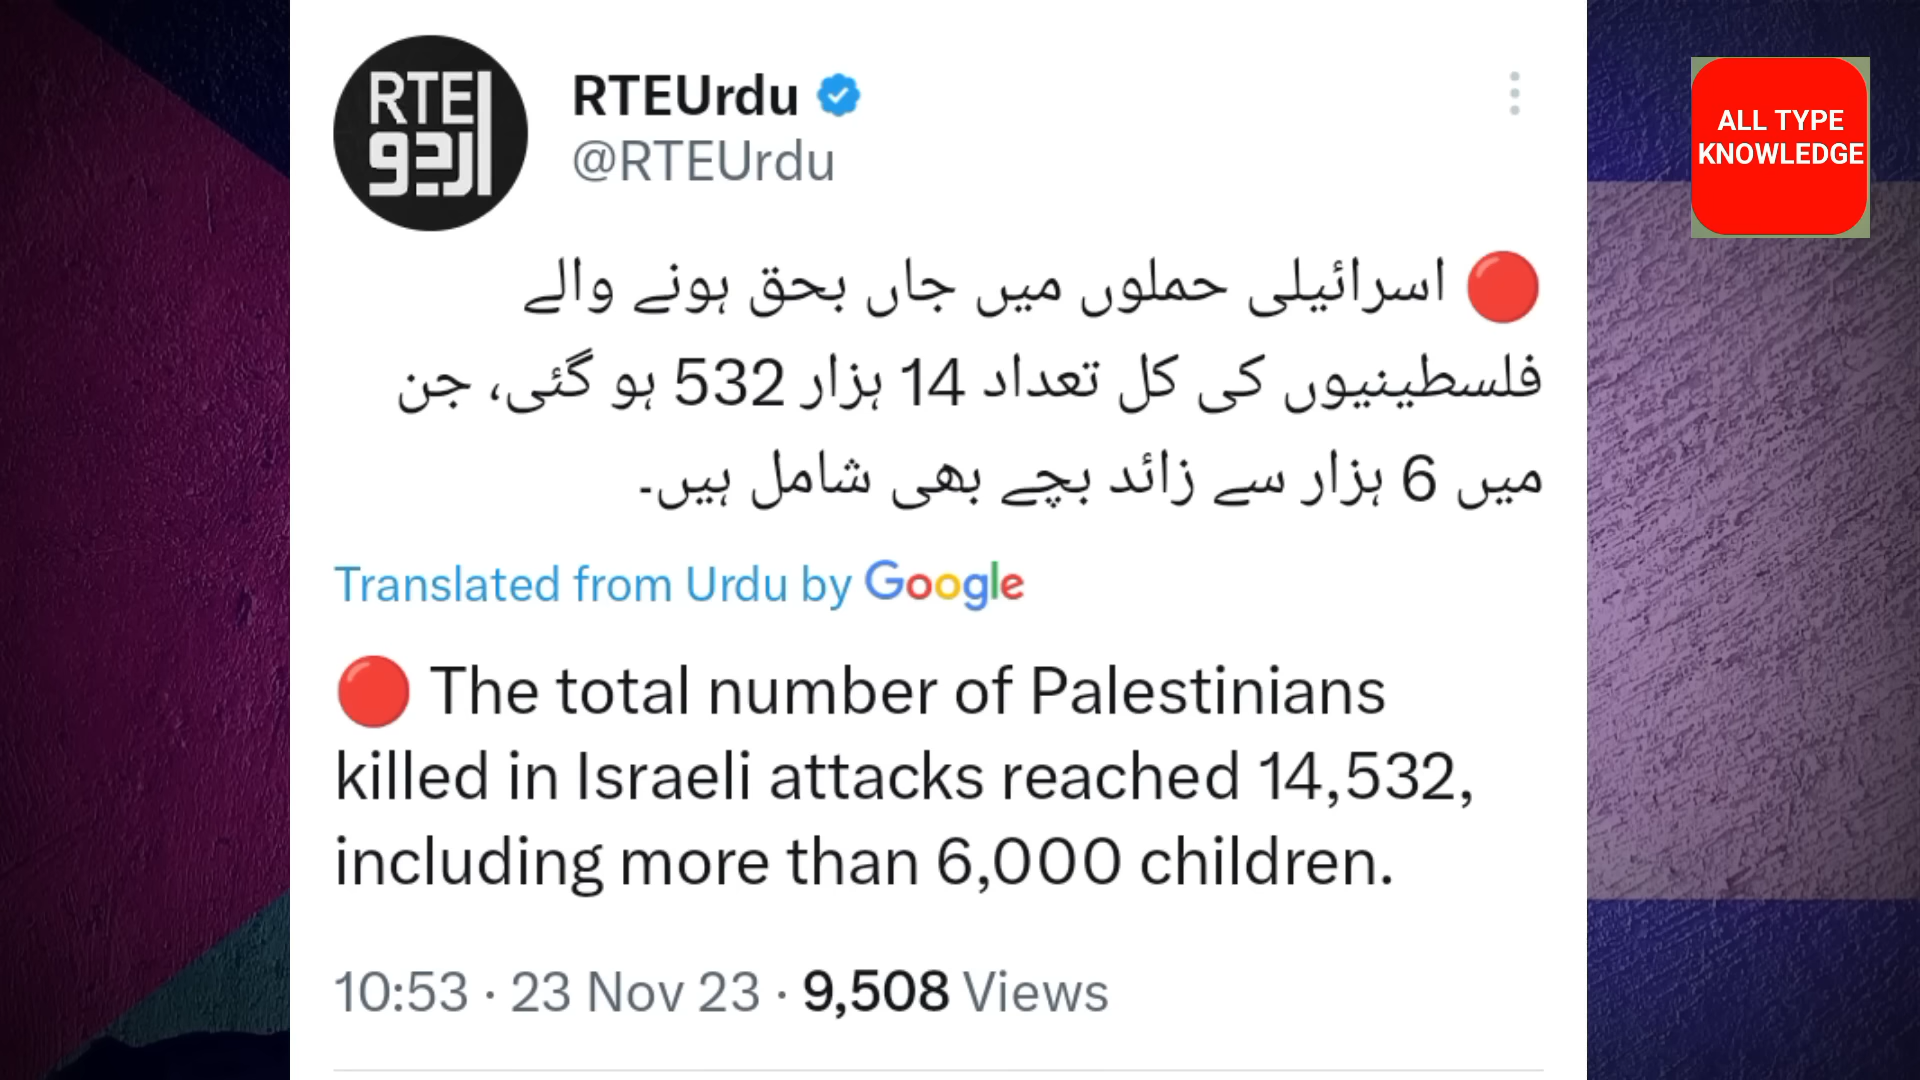 RTE
اردو
RTEUrdu
@RTEUrdu
ALL TYPE
KNOWLEDGE
🔴 اسرائیلی حملوں میں جاں بحق ہونے والے
فلسطینیوں کی کل تعداد 14 ہزار 532 ہو گئی، جن
میں 6 ہزار سے زائد بچے بھی شامل ہیں۔
Translated from Urdu by Google
🔴 The total number of Palestinians
killed in Israeli attacks reached 14,532,
including more than 6,000 children.
10:53 · 23 Nov 23 · 9,508 Views